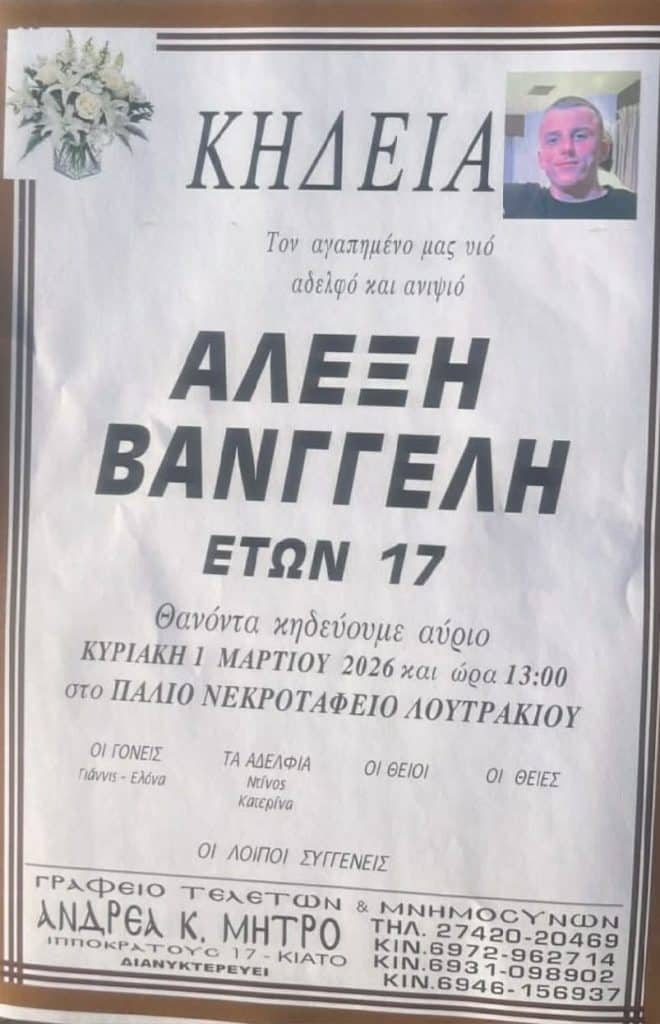 ΚΗΔΕΙΑ
Τον αγαπημένο μας υιό
αδελφό και ανιψιό
ΑΛΕΞΗ
ΒΑΝΓΓΕΛΗ
ΕΤΩΝ 17
Θανόντα κηδεύουμε αύριο
ΚΥΡΙΑΚΗ 1 ΜΑΡΤΙΟΥ 2026 και ώρα 13:00
στο ΠΑΛΙΟ ΝΕΚΡΟΤΑΦΕΙΟ ΛΟΥΤΡΑΚΙΟΥ
ΟΙ ΓΟΝΕΙΣ
Γιάννις - Ελόνα
ΤΑ ΑΔΕΛΦΙΑ
Ντίνος
Κατερίνα
ΟΙ ΘΕΙΟΙ
ΟΙ ΘΕΙΕΣ
ΟΙ ΛΟΙΠΟΙ ΣΥΓΓΕΝΕΙΣ
ΓΡΑΦΕΙΟ ΤΕΛΕΤΩΝ & ΜΝΗΜΟΣΥΝΩΝ
ΑΝΔΡΕΑ Κ. ΜΗΤΡΟ
ΙΠΠΟΚΡΑΤΟΥΣ 17 - ΚΙΑΤΟ
ΔΙΑΝΥΚΤΕΡΕΥΕΙ
ΤΗΛ. 27420-20469
ΚΙΝ.6972-962714
ΚΙΝ.6931-098902
ΚΙΝ.6946-156937